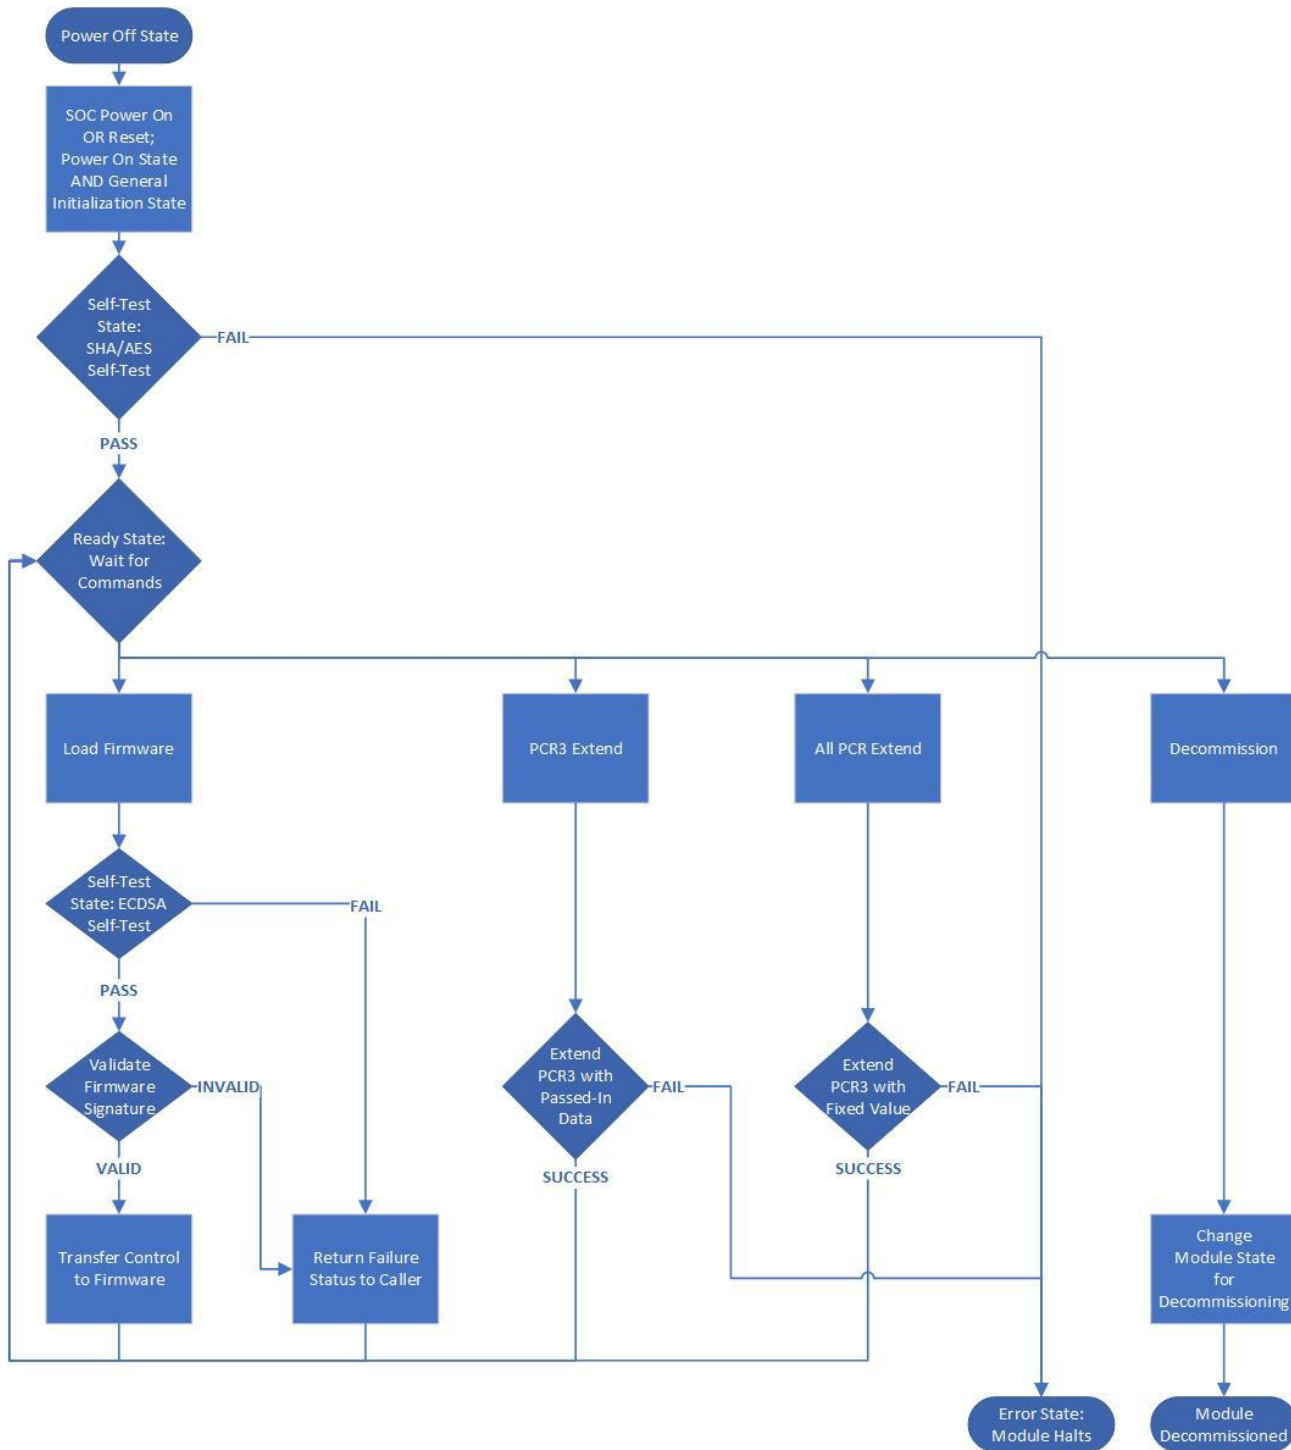 Power Off State
SOC Power On
OR Reset;
Power On State
AND General
Initialization State
Self-Test
State:
SHA/AES
Self-Test
FAIL
PASS
Ready State:
Wait for
Commands
Load Firmware
PCR3 Extend
All PCR Extend
Decommission
Self-Test
State: ECDSA
Self-Test
FAIL
PASS
Validate
Firmware
Signature
INVALID
Extend
PCR3 with
Passed-In
Data
FAIL
Extend
PCR3 with
Fixed Value
FAIL
VALID
SUCCESS
SUCCESS
Transfer Control
to Firmware
Return Failure
Status to Caller
Change
Module State
for
Decommissioning
Error State:
Module Halts
Module
Decommissioned